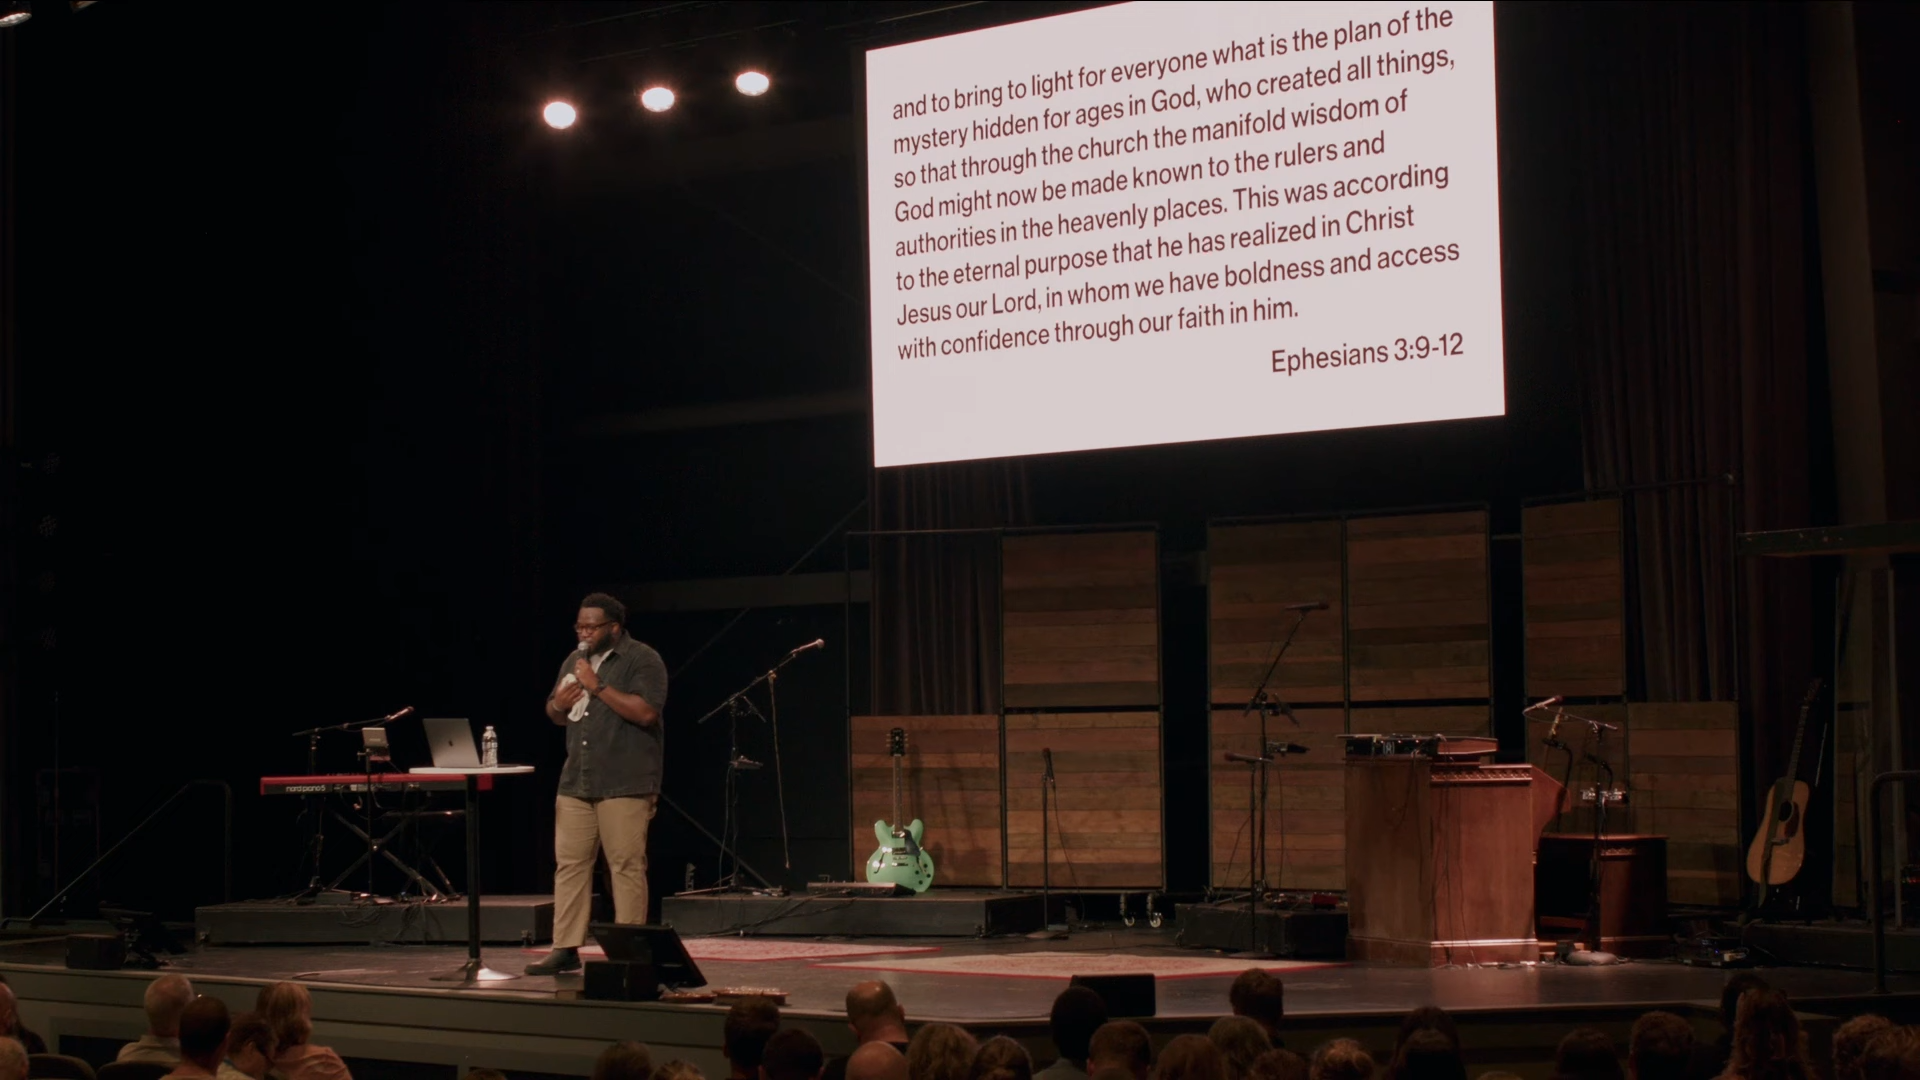 and to bring to light for everyone what is the plan of the
mystery hidden for ages in God, who created all things,
so that through the church the manifold wisdom of
God might now be made known to the rulers and
authorities in the heavenly places. This was according
to the eternal purpose that he has realized in Christ
Jesus our Lord, in whom we have boldness and access
with confidence through our faith in him.
Ephesians 3:9-12
nord piano 5